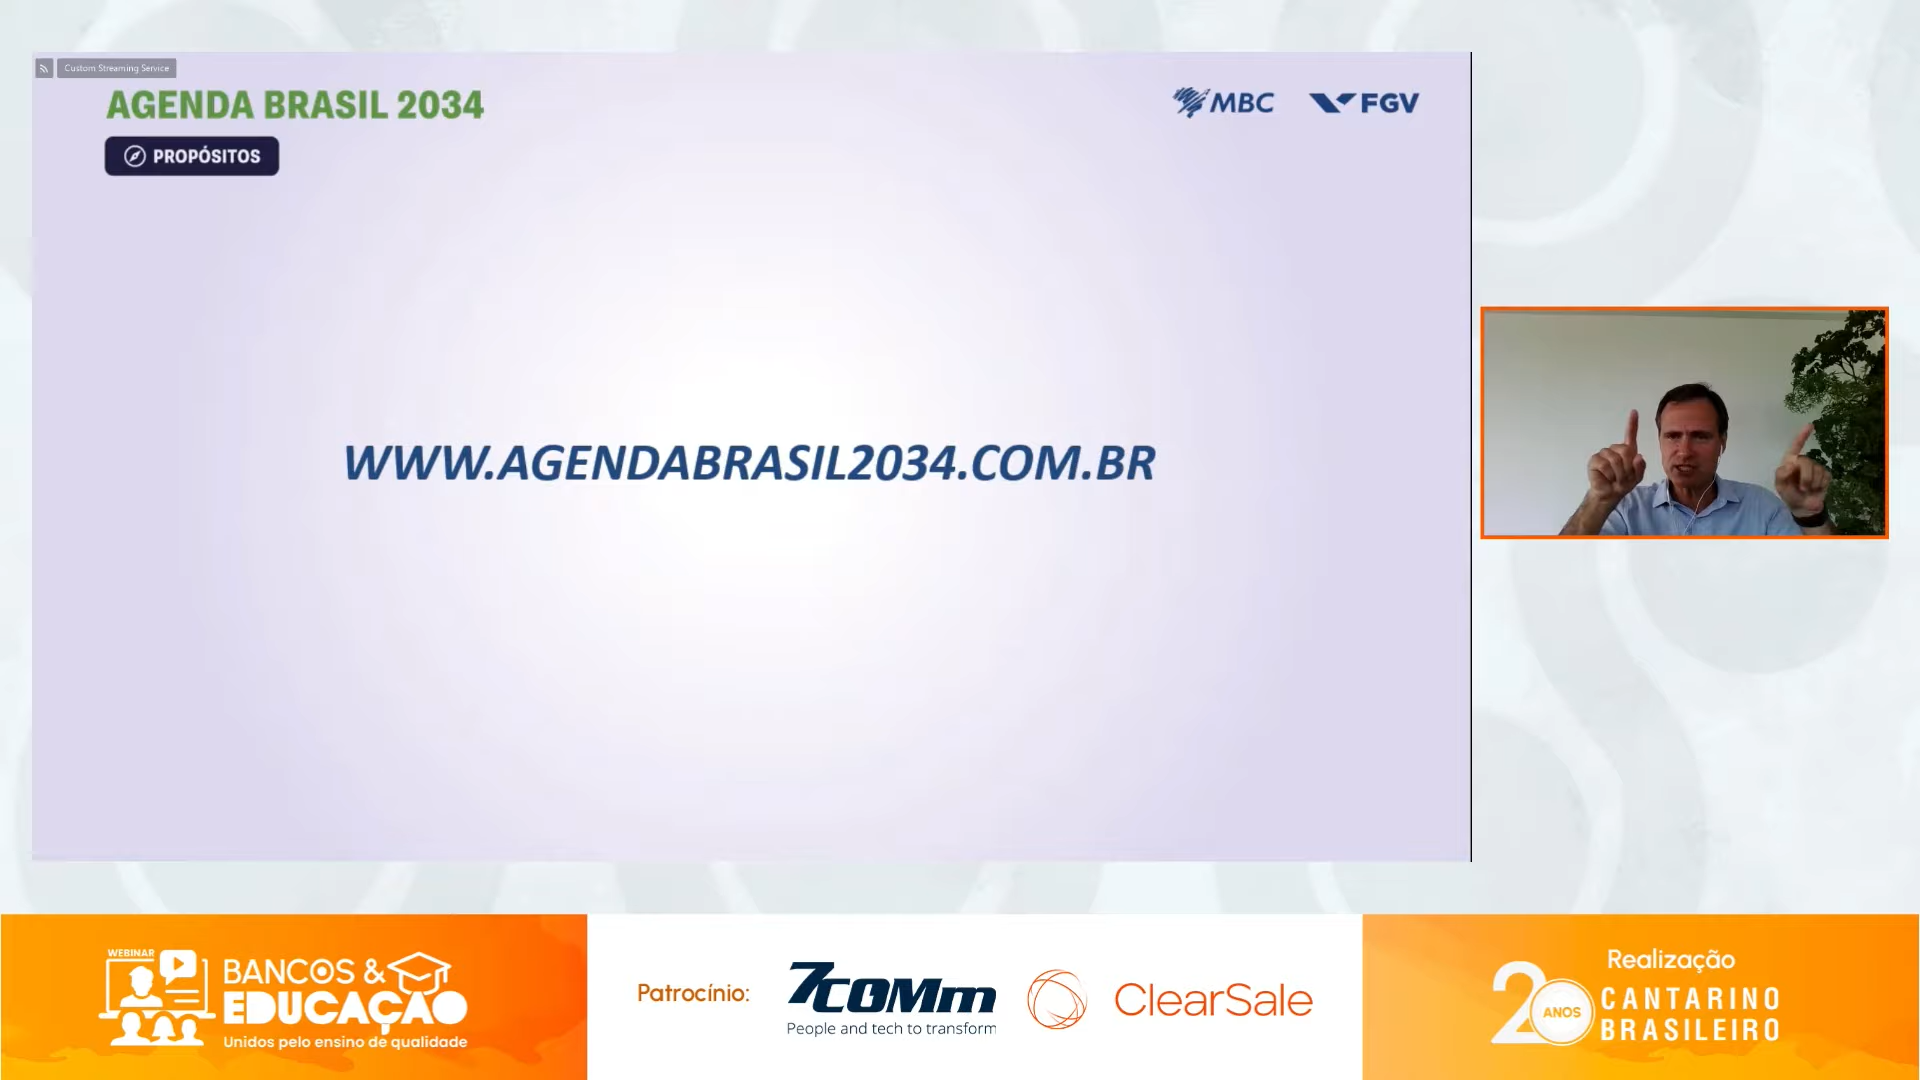 Custom Streaming Service
AGENDA BRASIL 2034
PROPÓSITOS
MBC
FGV
WWW.AGENDABRASIL2034.COM.BR
WEBINAR
BANCOS &
EDUCAÇÃO
Unidos pelo ensino de qualidade
Patrocínio:
7COMm
People and tech to transform
ClearSale
Realização
20 ANOS
CANTARINO
BRASILEIRO